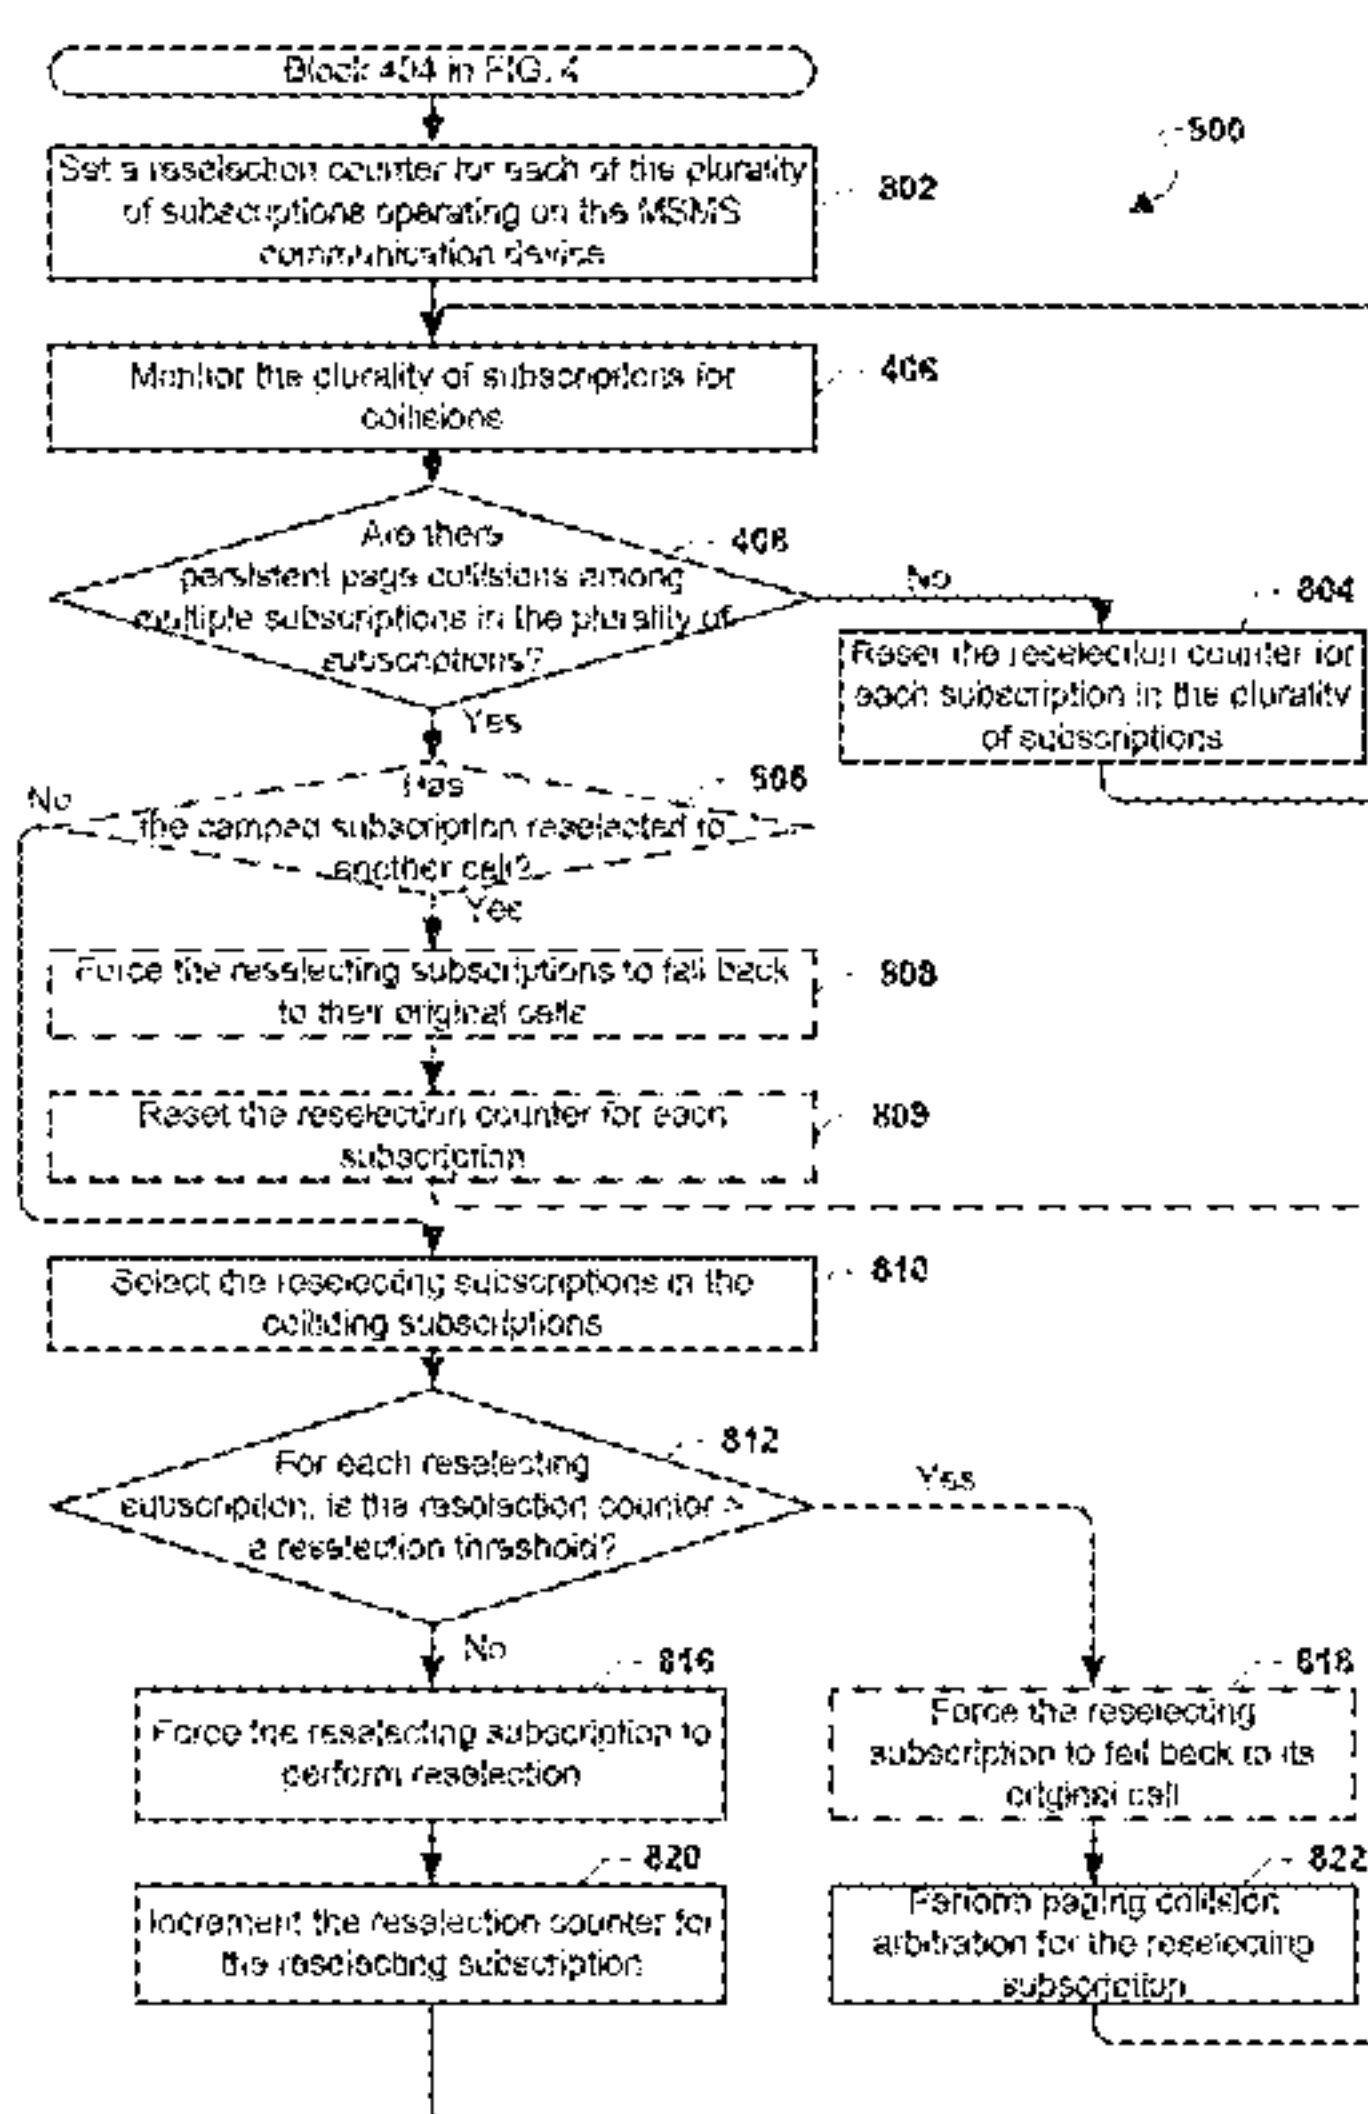 Block 404 in FIG. 4
800
Set a reselection counter for each of the plurality
of subscriptions operating on the MSMS
communication device
802
Monitor the plurality of subscriptions for
collisions
406
Are there
persistent page collisions among
multiple subscriptions in the plurality of
subscriptions?
408
No
804
Reset the reselection counter for
each subscription in the plurality
of subscriptions
Yes
Has
the camped subscription reselected to
another cell?
806
No
Yes
Force the reselecting subscriptions to fall back
to their original cells
808
Reset the reselection counter for each
subscription
809
Select the reselecting subscriptions in the
colliding subscriptions
810
For each reselecting
subscription, is the reselection counter >
a reselection threshold?
812
Yes
No
816
Force the reselecting subscription to
perform reselection
818
Force the reselecting
subscription to fall back to its
original cell
820
Increment the reselection counter for
the reselecting subscription
822
Perform paging collision
arbitration for the reselecting
subscription